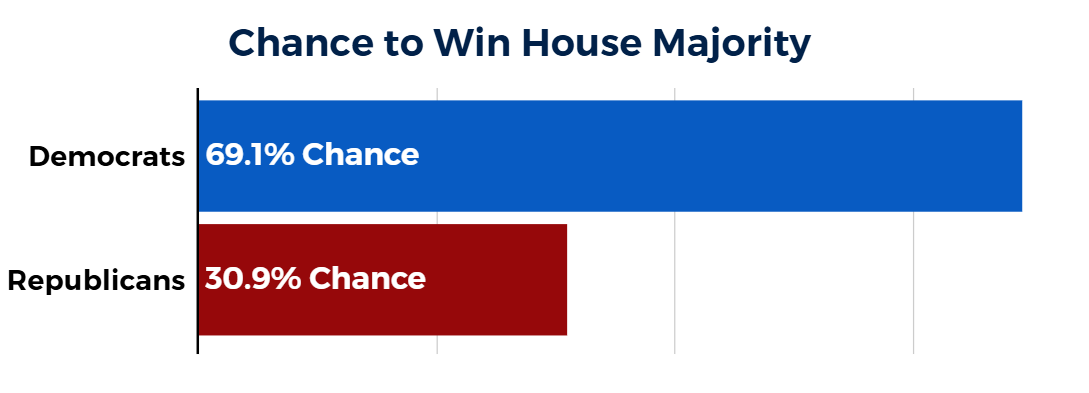 Chance to Win House Majority
Democrats
69.1% Chance
Republicans
30.9% Chance